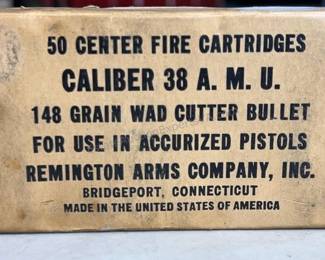 50 CENTER FIRE CARTRIDGES
CALIBER 38 A. M. U.
148 GRAIN WAD CUTTER BULLET
FOR USE IN ACCURIZED PISTOLS
REMINGTON ARMS COMPANY, INC.
BRIDGEPORT, CONNECTICUT
MADE IN THE UNITED STATES OF AMERICA